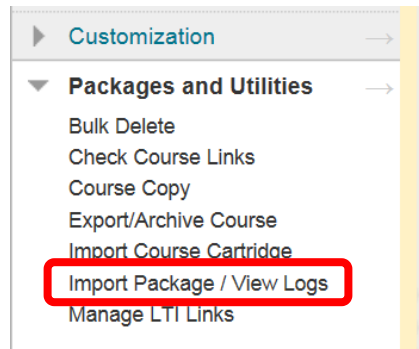 Customization
Packages and Utilities
Bulk Delete
Check Course Links
Course Copy
Export/Archive Course
Import Course Cartridge
Import Package / View Logs
Manage LTI Links